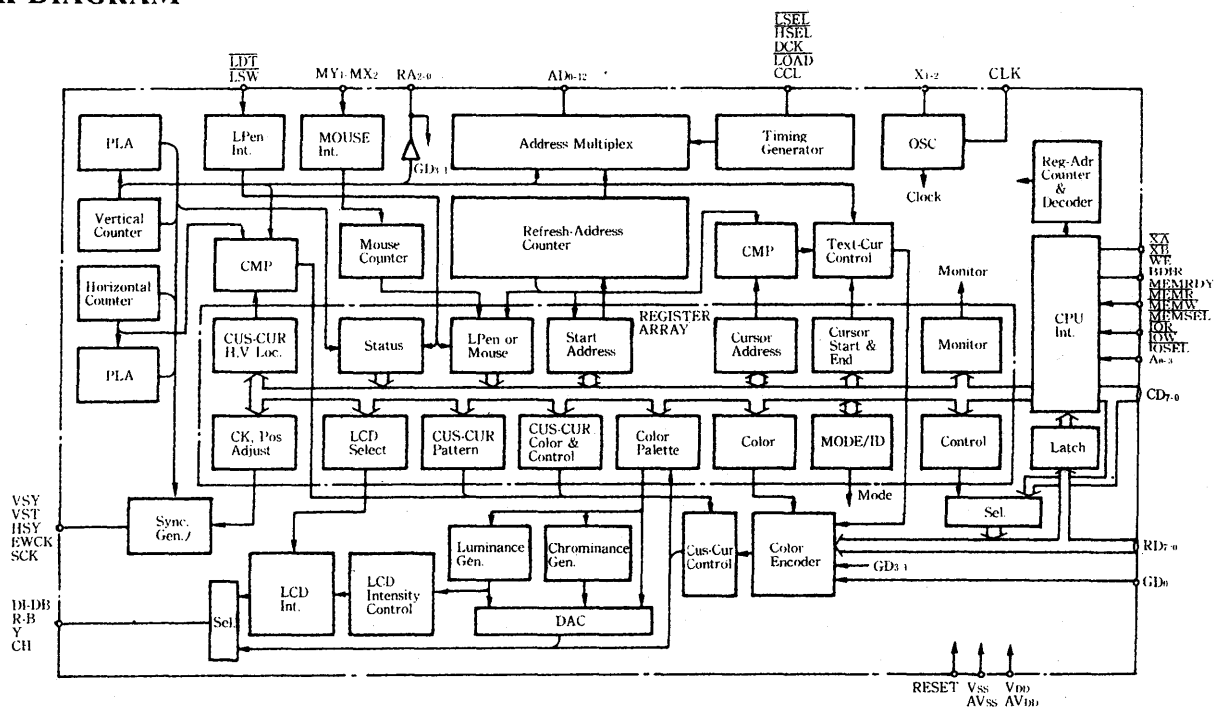 DIAGRAM
LDT
LSW
MY1-MX2
RA2-0
AD0-12
LSEL
HSEL
DCK
LOAD
CCL
X1-2
CLK
PLA
LPen
Int.
MOUSE
Int.
GD3-1
Address Multiplex
Timing
Generator
OSC
Clock
Reg-Adr
Counter
&
Decoder
Vertical
Counter
CMP
Mouse
Counter
Refresh-Address
Counter
CMP
Text-Cur
Control
Monitor
Horizontal
Counter
PLA
REGISTER
ARRAY
CUS-CUR
H.V Loc.
Status
LPen or
Mouse
Start
Address
Cursor
Address
Cursor
Start &
End
Monitor
CPU
Int.
XA
XB
WE
BDIR
MEMRDY
MEMR
MEMW
MEMSEL
IOR
IOW
IOSEL
A0-3
CD7-0
CK, Pos
Adjust
LCD
Select
CUS-CUR
Pattern
CUS-CUR
Color &
Control
Color
Palette
Color
MODE/ID
Control
Latch
Mode
Sel.
VSY
VST
HSY
EWCK
SCK
Sync.
Gen.
Luminance
Gen.
Chrominance
Gen.
Cus-Cur
Control
Color
Encoder
RD7-0
GD3-1
GD0
DI-DB
R-B
Y
CH
Sel.
LCD
Int.
LCD
Intensity
Control
DAC
RESET
VSS
AVSS
VDD
AVDD